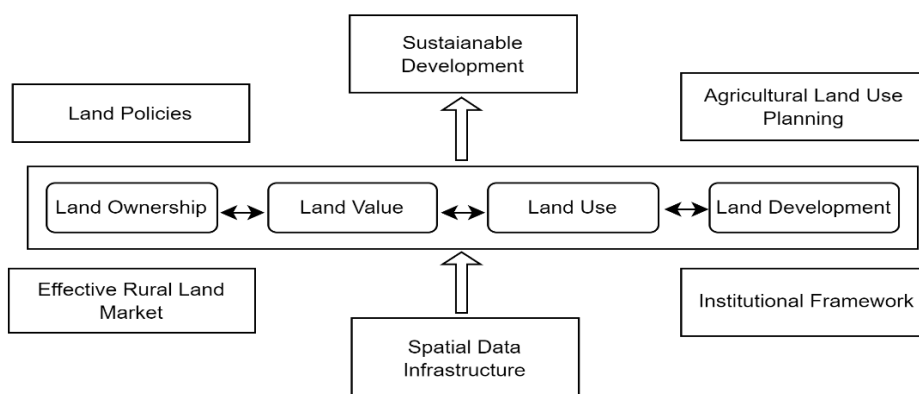 Sustaianable
Development
Land Policies
Agricultural Land Use
Planning
Land Ownership
Land Value
Land Use
Land Development
Effective Rural Land
Market
Institutional Framework
Spatial Data
Infrastructure